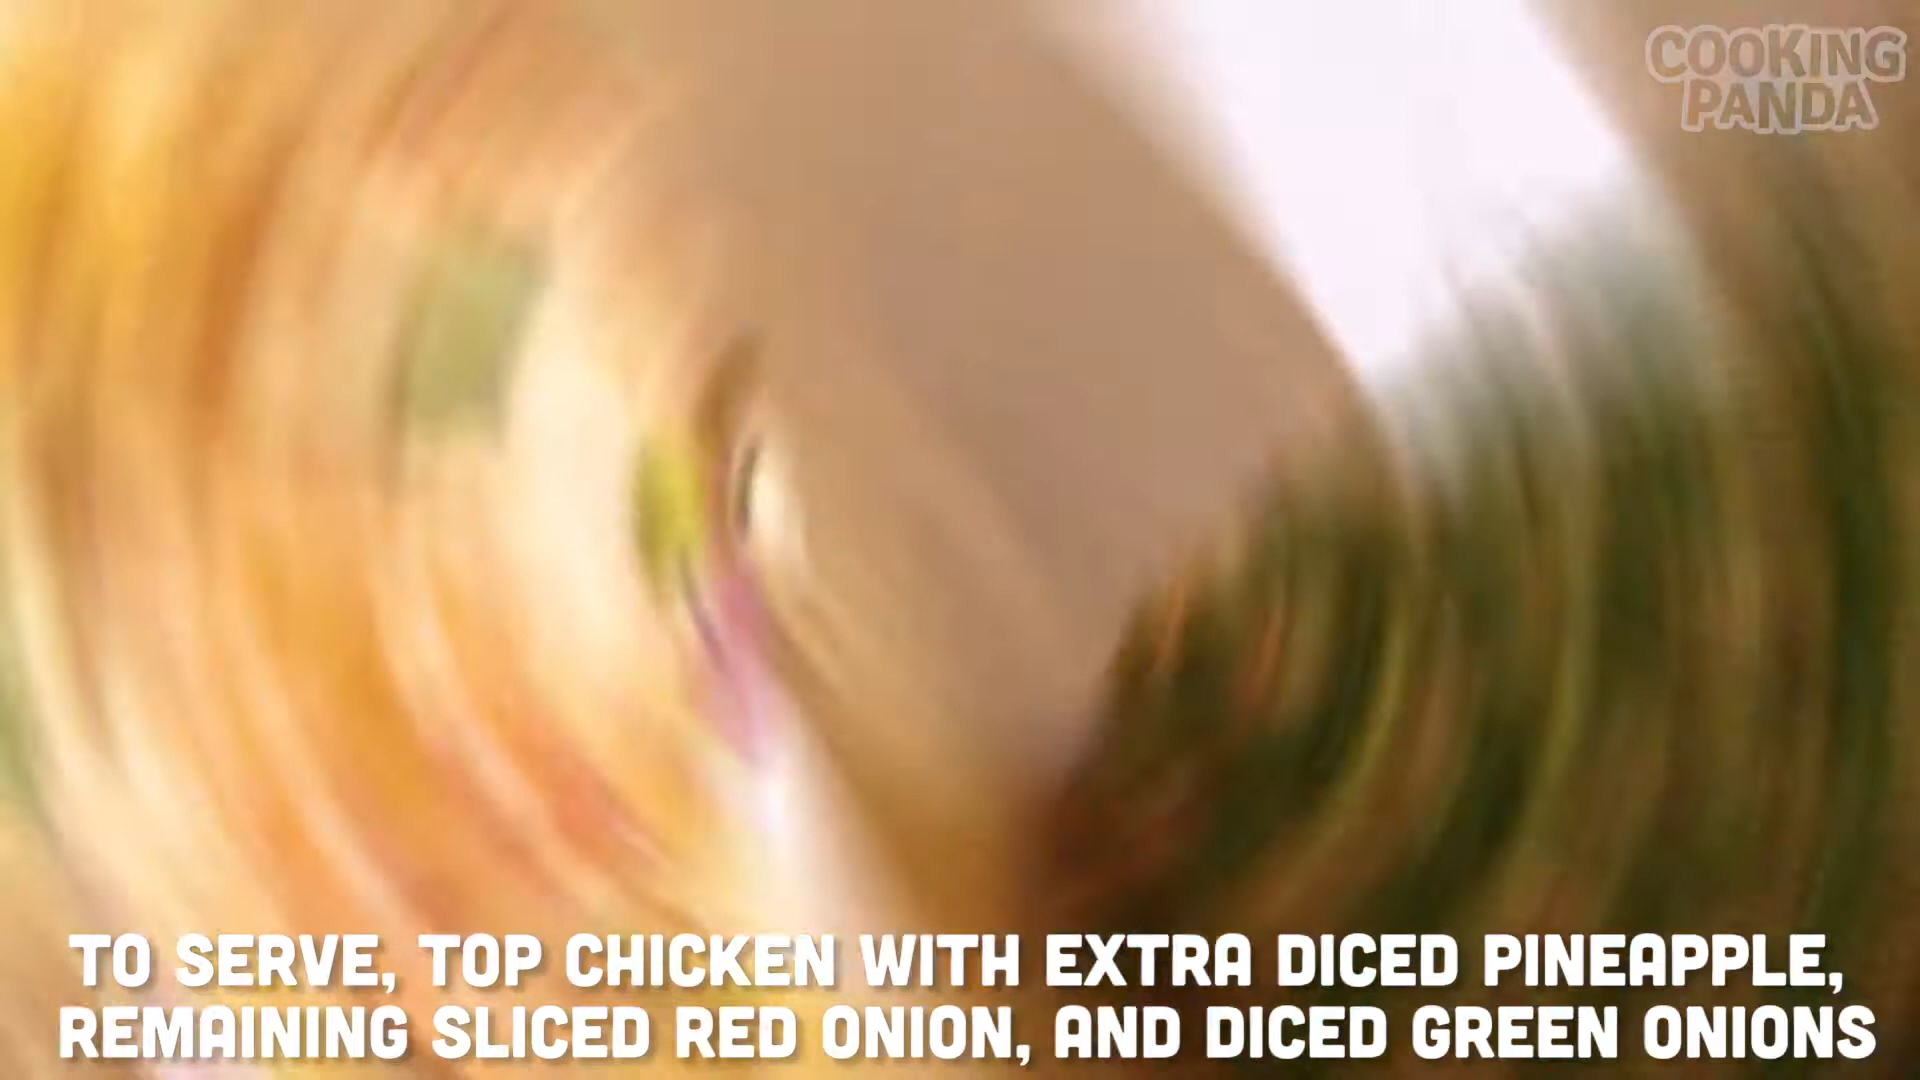 COOKING
PANDA
TO SERVE, TOP CHICKEN WITH EXTRA DICED PINEAPPLE,
REMAINING SLICED RED ONION, AND DICED GREEN ONIONS